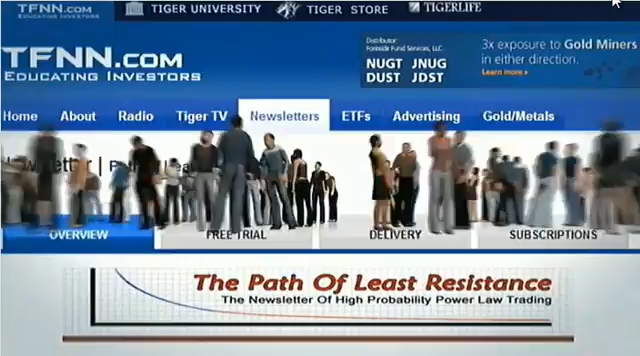 TFNN.COM
EDUCATING INVESTORS
TIGER UNIVERSITY
TIGER STORE
TIGERLIFE
TFNN.COM
EDUCATING INVESTORS
Distributor:
Foreside Fund Services, LLC.
NUGT JNUG
DUST JDST
3x exposure to Gold Miners
in either direction.
Learn more ▸
Home About Radio Tiger TV Newsletters ETFs Advertising Gold/Metals
OVERVIEW FREE TRIAL DELIVERY SUBSCRIPTIONS
The Path Of Least Resistance
The Newsletter Of High Probability Power Law Trading